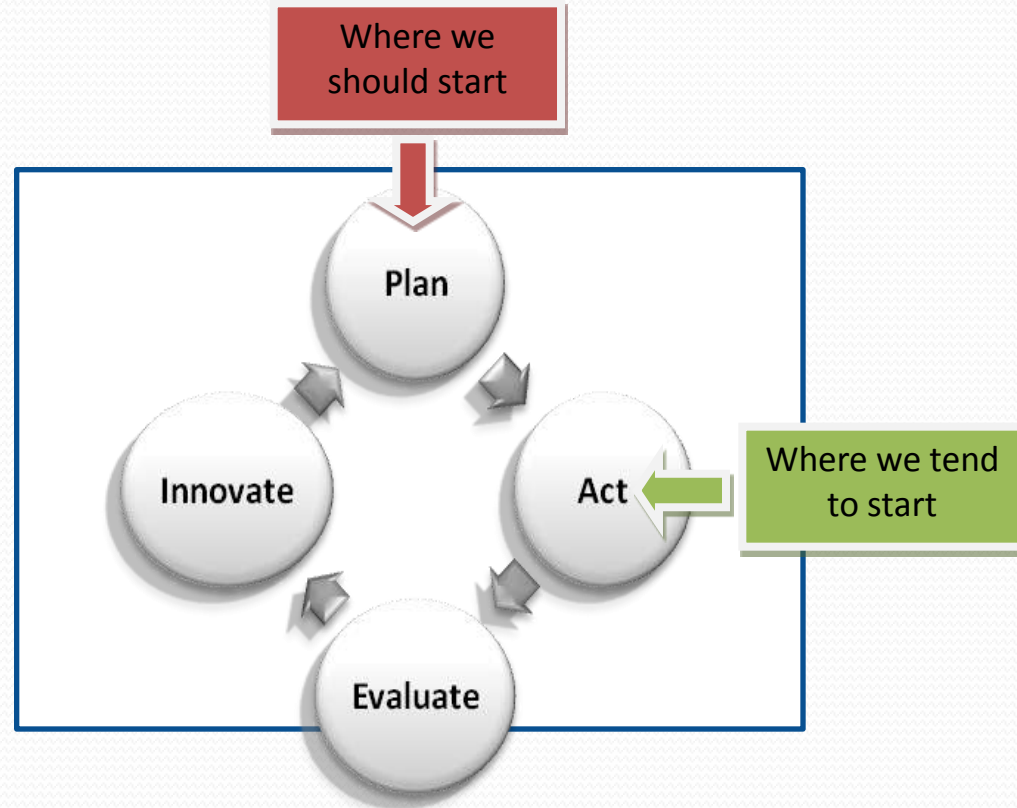 Where we
should start
Plan
Innovate
Act
Where we tend
to start
Evaluate